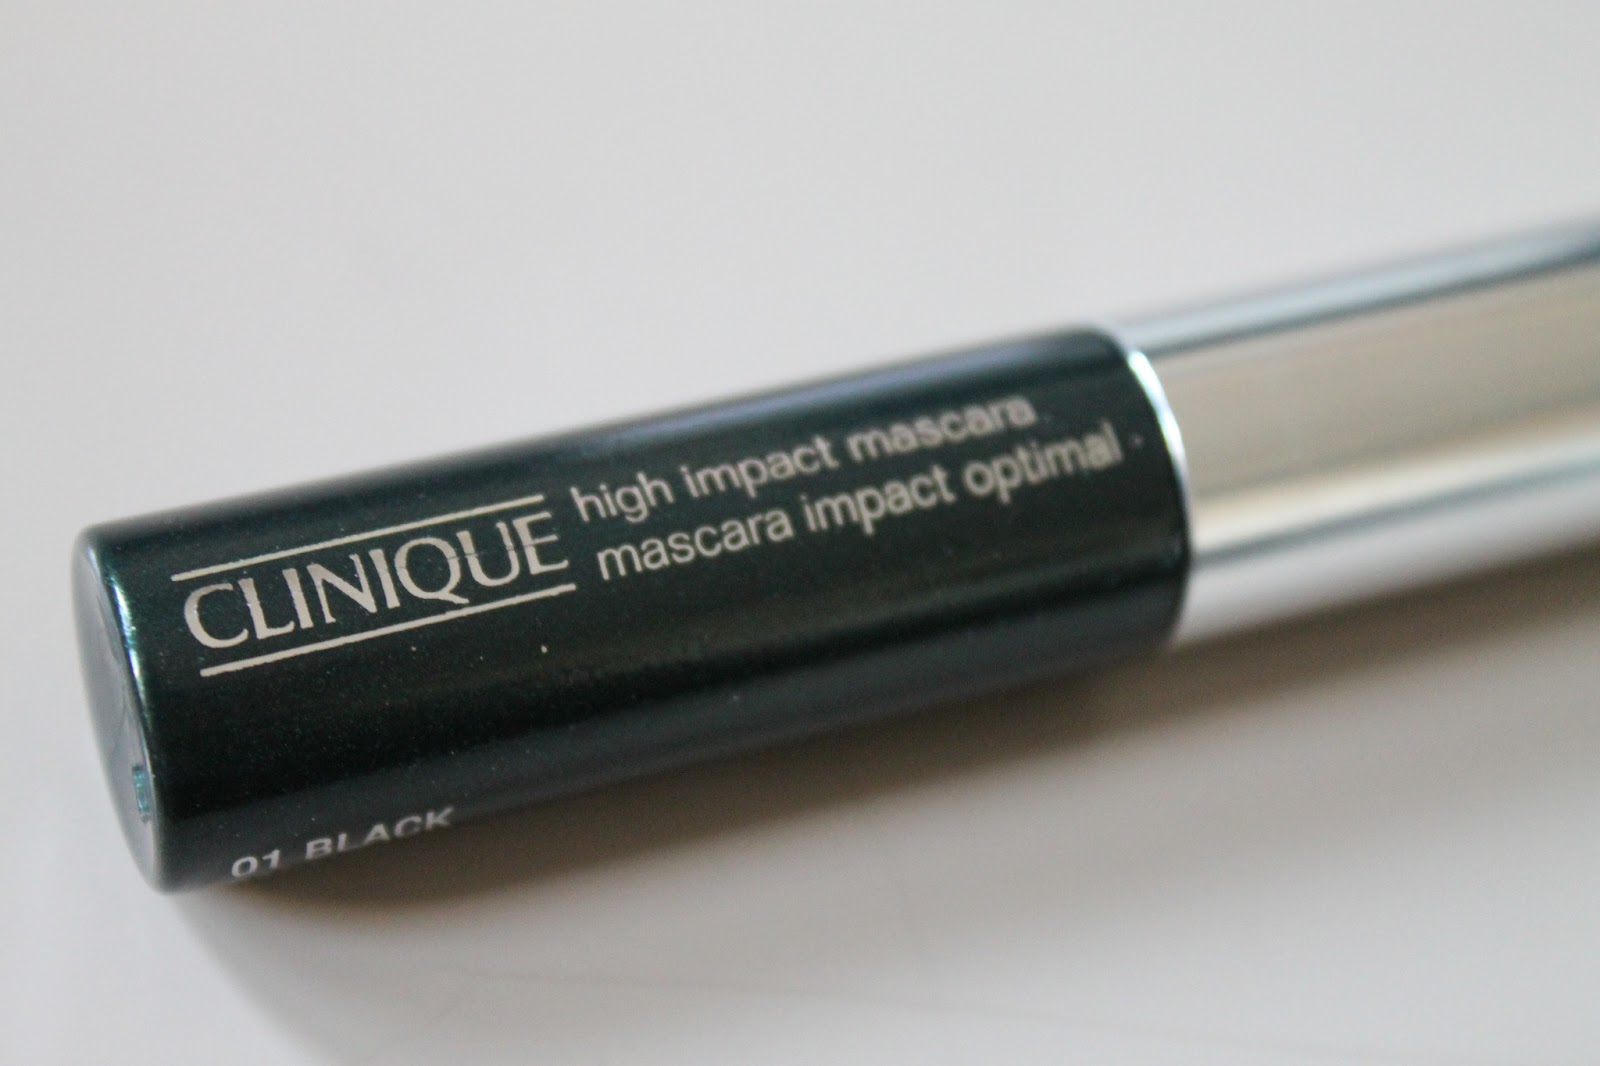 CLINIQUE
high impact mascara
mascara impact optimal
01 BLACK